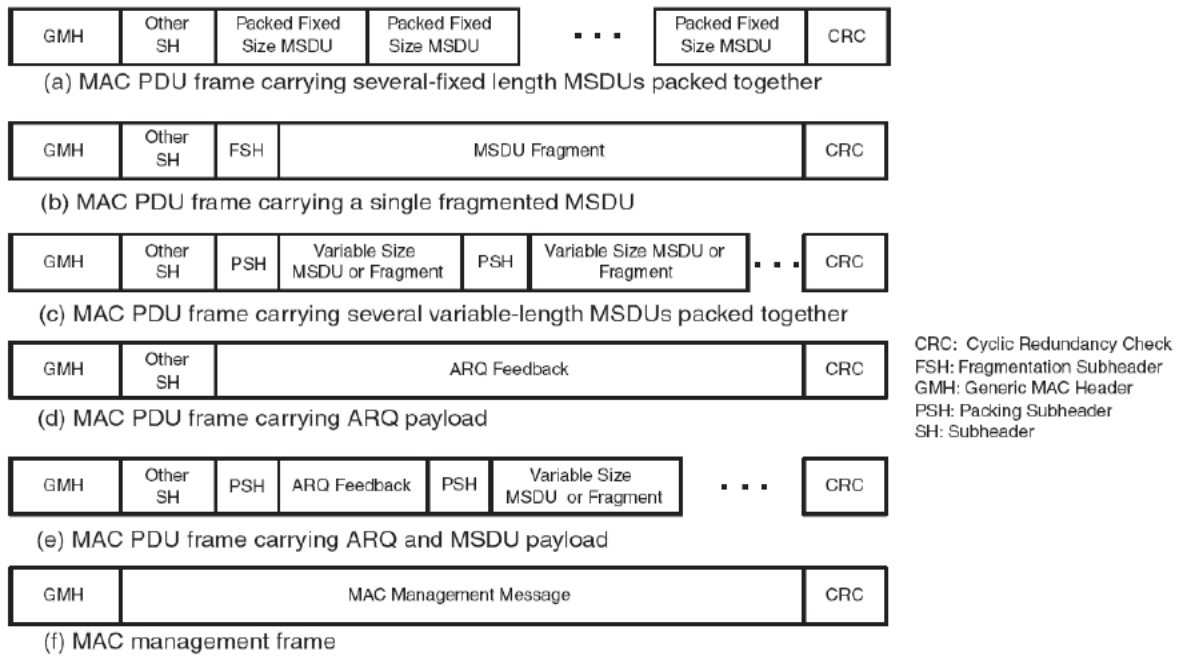 GMH
Other
SH
Packed Fixed
Size MSDU
Packed Fixed
Size MSDU
. . .
Packed Fixed
Size MSDU
CRC
(a) MAC PDU frame carrying several-fixed length MSDUs packed together
GMH
Other
SH
FSH
MSDU Fragment
CRC
(b) MAC PDU frame carrying a single fragmented MSDU
GMH
Other
SH
PSH
Variable Size
MSDU or Fragment
PSH
Variable Size MSDU or
Fragment
. . .
CRC
(c) MAC PDU frame carrying several variable-length MSDUs packed together
GMH
Other
SH
ARQ Feedback
CRC
(d) MAC PDU frame carrying ARQ payload
CRC: Cyclic Redundancy Check
FSH: Fragmentation Subheader
GMH: Generic MAC Header
PSH: Packing Subheader
SH: Subheader
GMH
Other
SH
PSH
ARQ Feedback
PSH
Variable Size
MSDU or Fragment
. . .
CRC
(e) MAC PDU frame carrying ARQ and MSDU payload
GMH
MAC Management Message
CRC
(f) MAC management frame